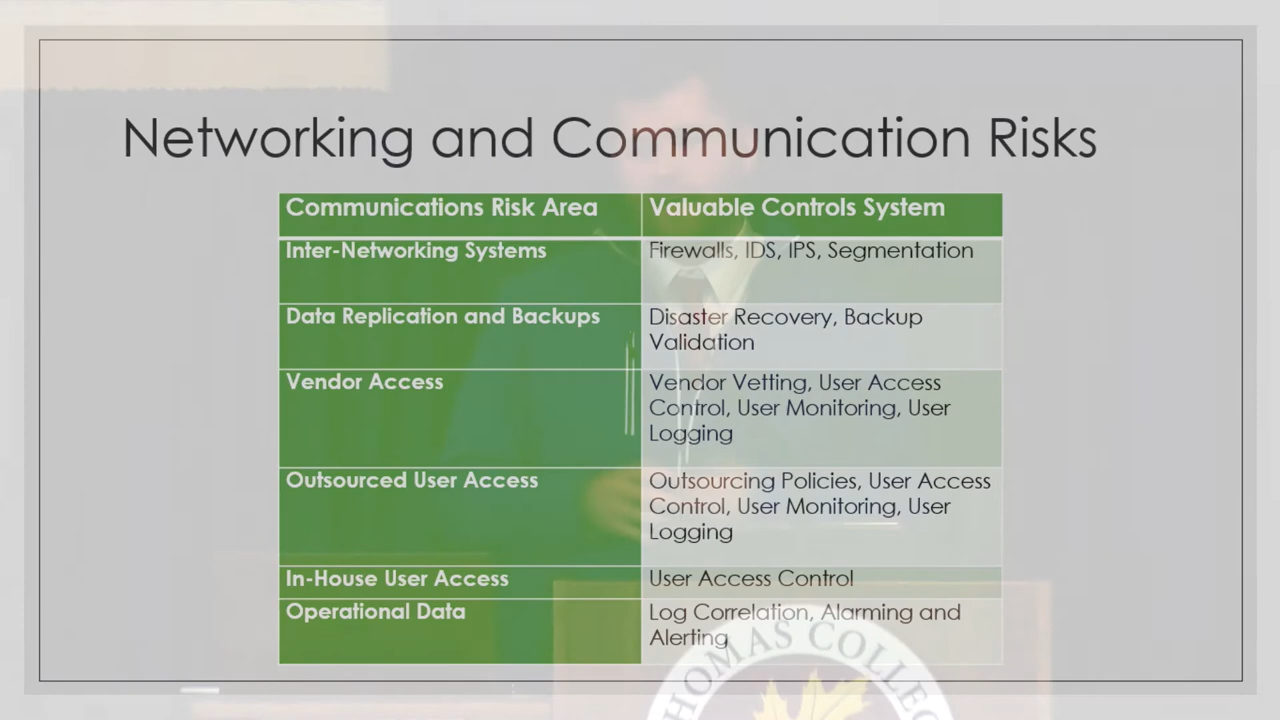 Networking and Communication Risks
Communications Risk Area
Valuable Controls System
Inter-Networking Systems
Firewalls, IDS, IPS, Segmentation
Data Replication and Backups
Disaster Recovery, Backup
Validation
Vendor Access
Vendor Vetting, User Access
Control, User Monitoring, User
Logging
Outsourced User Access
Outsourcing Policies, User Access
Control, User Monitoring, User
Logging
In-House User Access
User Access Control
Operational Data
Log Correlation, Alarming and
Alerting
HOMAS COLLEG